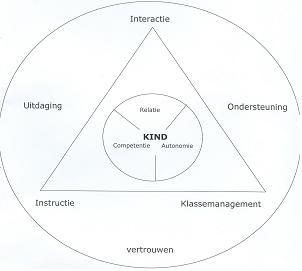 Interactie
Uitdaging
Ondersteuning
Relatie
KIND
Competentie
Autonomie
Instructie
Klassemanagement
vertrouwen